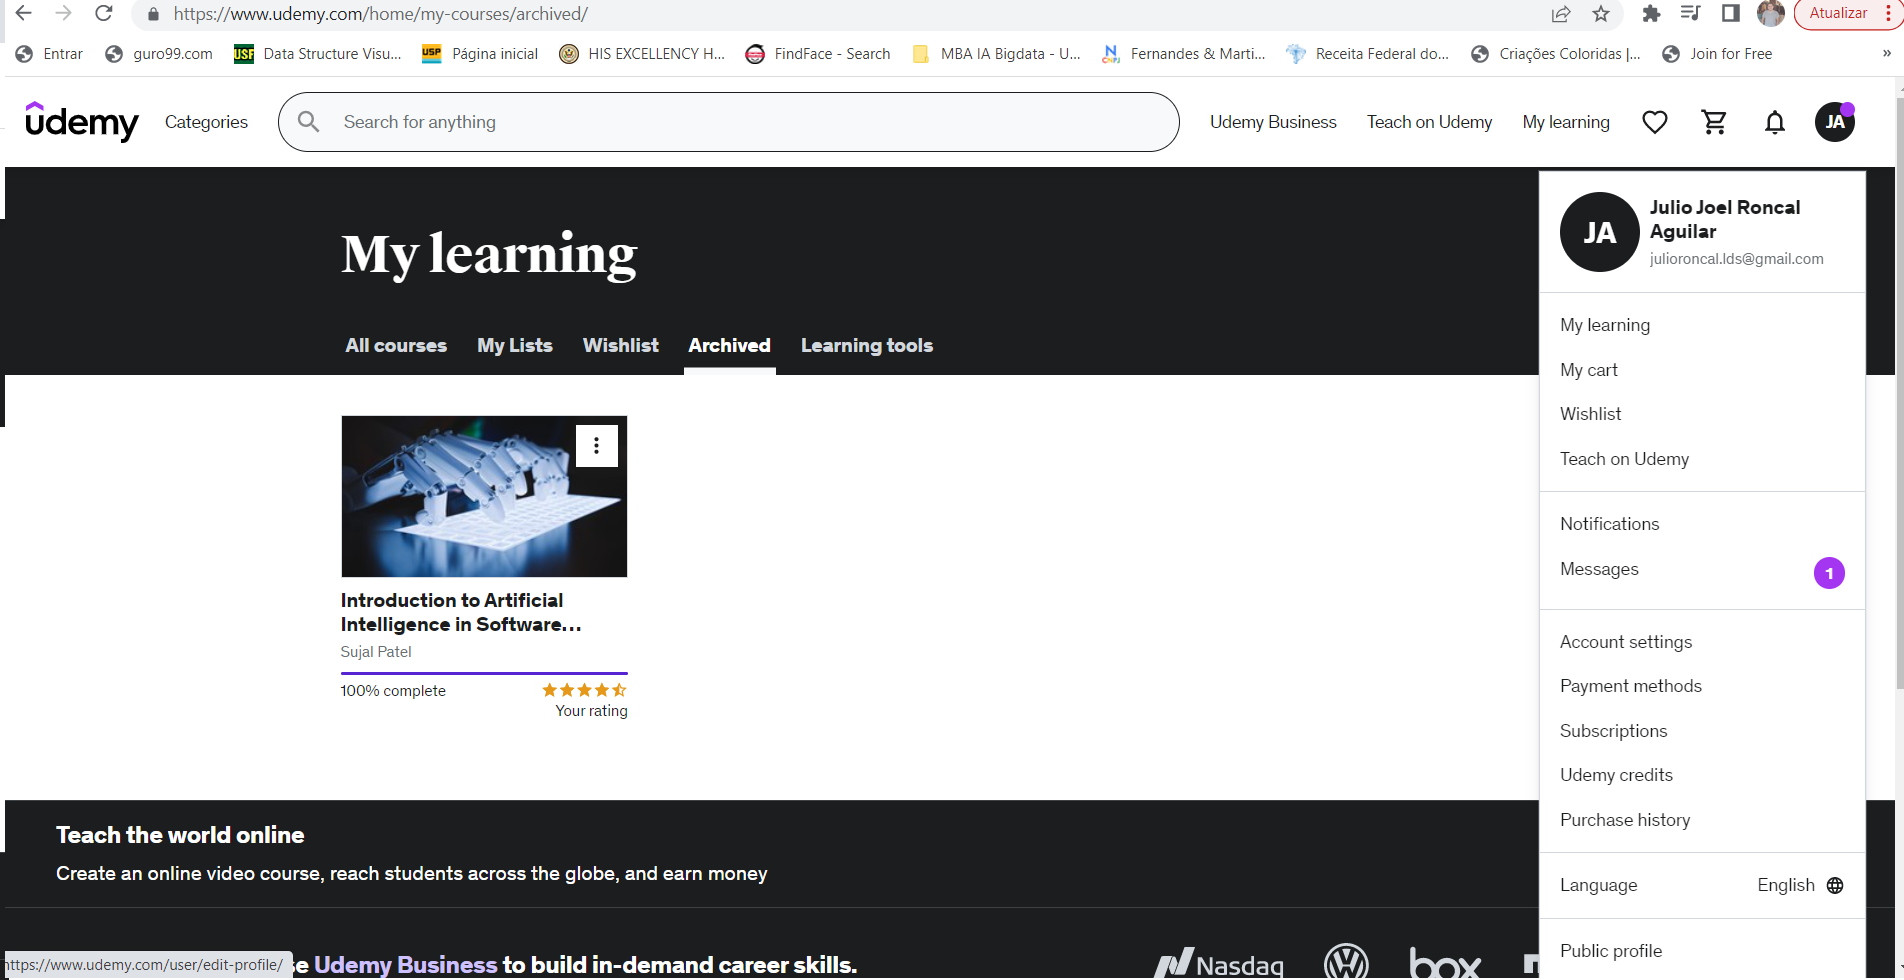 https://www.udemy.com/home/my-courses/archived/
Atualizar
Entrar
guro99.com
USP
Data Structure Visu...
USP
Página inicial
HIS EXCELLENCY H...
FindFace - Search
MBA IA Bigdata - U...
Fernandes & Marti...
Receita Federal do...
Criações Coloridas |...
Join for Free
»
udemy
Categories
Search for anything
Udemy Business
Teach on Udemy
My learning
JA
My learning
All courses
My Lists
Wishlist
Archived
Learning tools
Introduction to Artificial
Intelligence in Software...
Sujal Patel
100% complete
Your rating
JA
Julio Joel Roncal
Aguilar
julioroncal.lds@gmail.com
My learning
My cart
Wishlist
Teach on Udemy
Notifications
Messages
1
Account settings
Payment methods
Subscriptions
Udemy credits
Purchase history
Language
English
Public profile
Teach the world online
Create an online video course, reach students across the globe, and earn money
Udemy Business to build in-demand career skills.
Nasdaq
box
https://www.udemy.com/user/edit-profile/